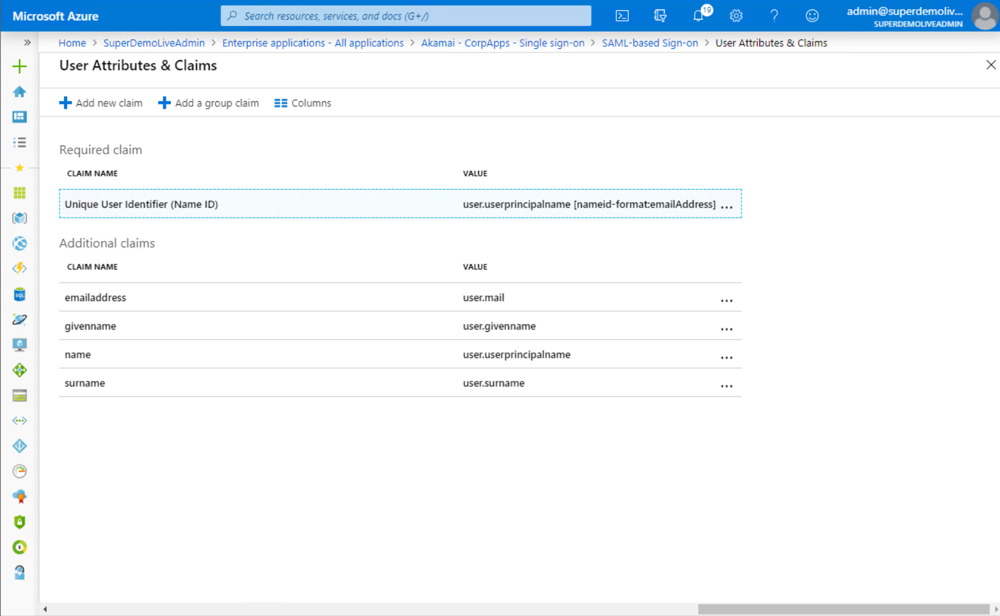 Microsoft Azure
Search resources, services, and docs (G+/)
19
admin@superdemoliv...
SUPERDEMOLIVEADMIN
Home > SuperDemoLiveAdmin > Enterprise applications - All applications > Akamai - CorpApps - Single sign-on > SAML-based Sign-on > User Attributes & Claims
User Attributes & Claims
Add new claim Add a group claim Columns
Required claim
CLAIM NAME VALUE
Unique User Identifier (Name ID) user.userprincipalname [nameid-format:emailAddress] ...
Additional claims
CLAIM NAME VALUE
emailaddress user.mail ...
givenname user.givenname ...
name user.userprincipalname ...
surname user.surname ...
SQL